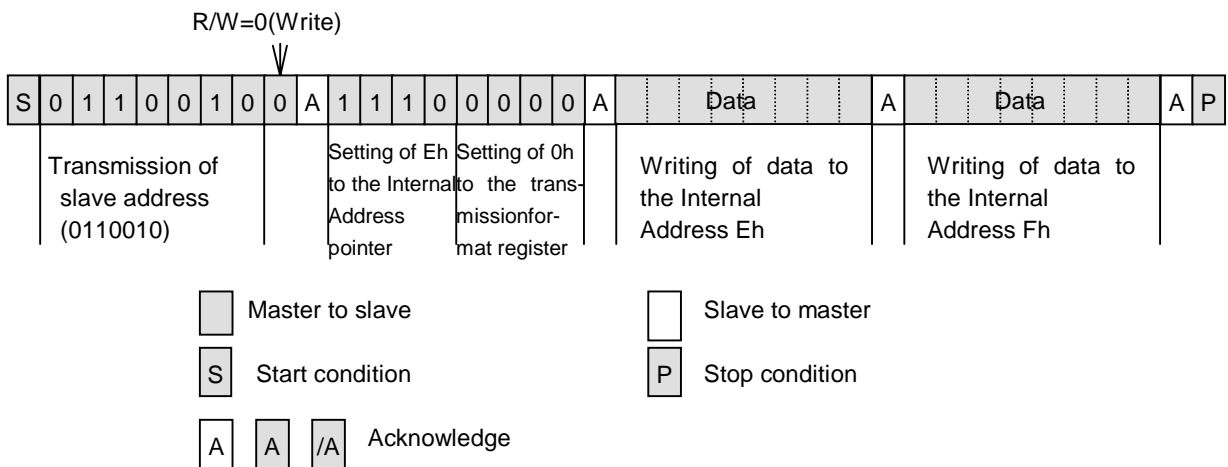 R/W=0(Write)
S 0 1 1 0 0 1 0 0 A 1 1 1 0 0 0 0 0 A Data A Data A P
Transmission of
slave address
(0110010)
Setting of Eh
to the Internal
Address
pointer
Setting of 0h
to the trans-
missionfor-
mat register
Writing of data to
the Internal
Address Eh
Writing of data to
the Internal
Address Fh
Master to slave
Slave to master
S Start condition
P Stop condition
A A /A Acknowledge